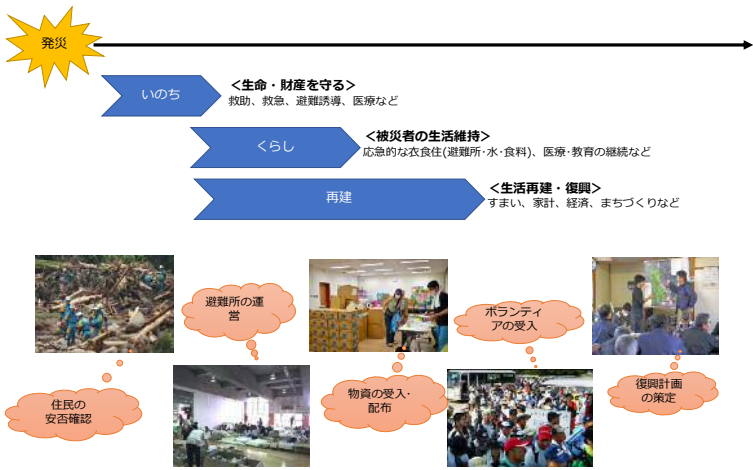 発災
いのち
＜生命・財産を守る＞
救助、救急、避難誘導、医療など
くらし
＜被災者の生活維持＞
応急的な衣食住(避難所・水・食料)、医療・教育の継続など
再建
＜生活再建・復興＞
すまい、家計、経済、まちづくりなど
避難所の運
営
ボランティ
アの受入
住民の
安否確認
物資の受入・
配布
復興計画
の策定